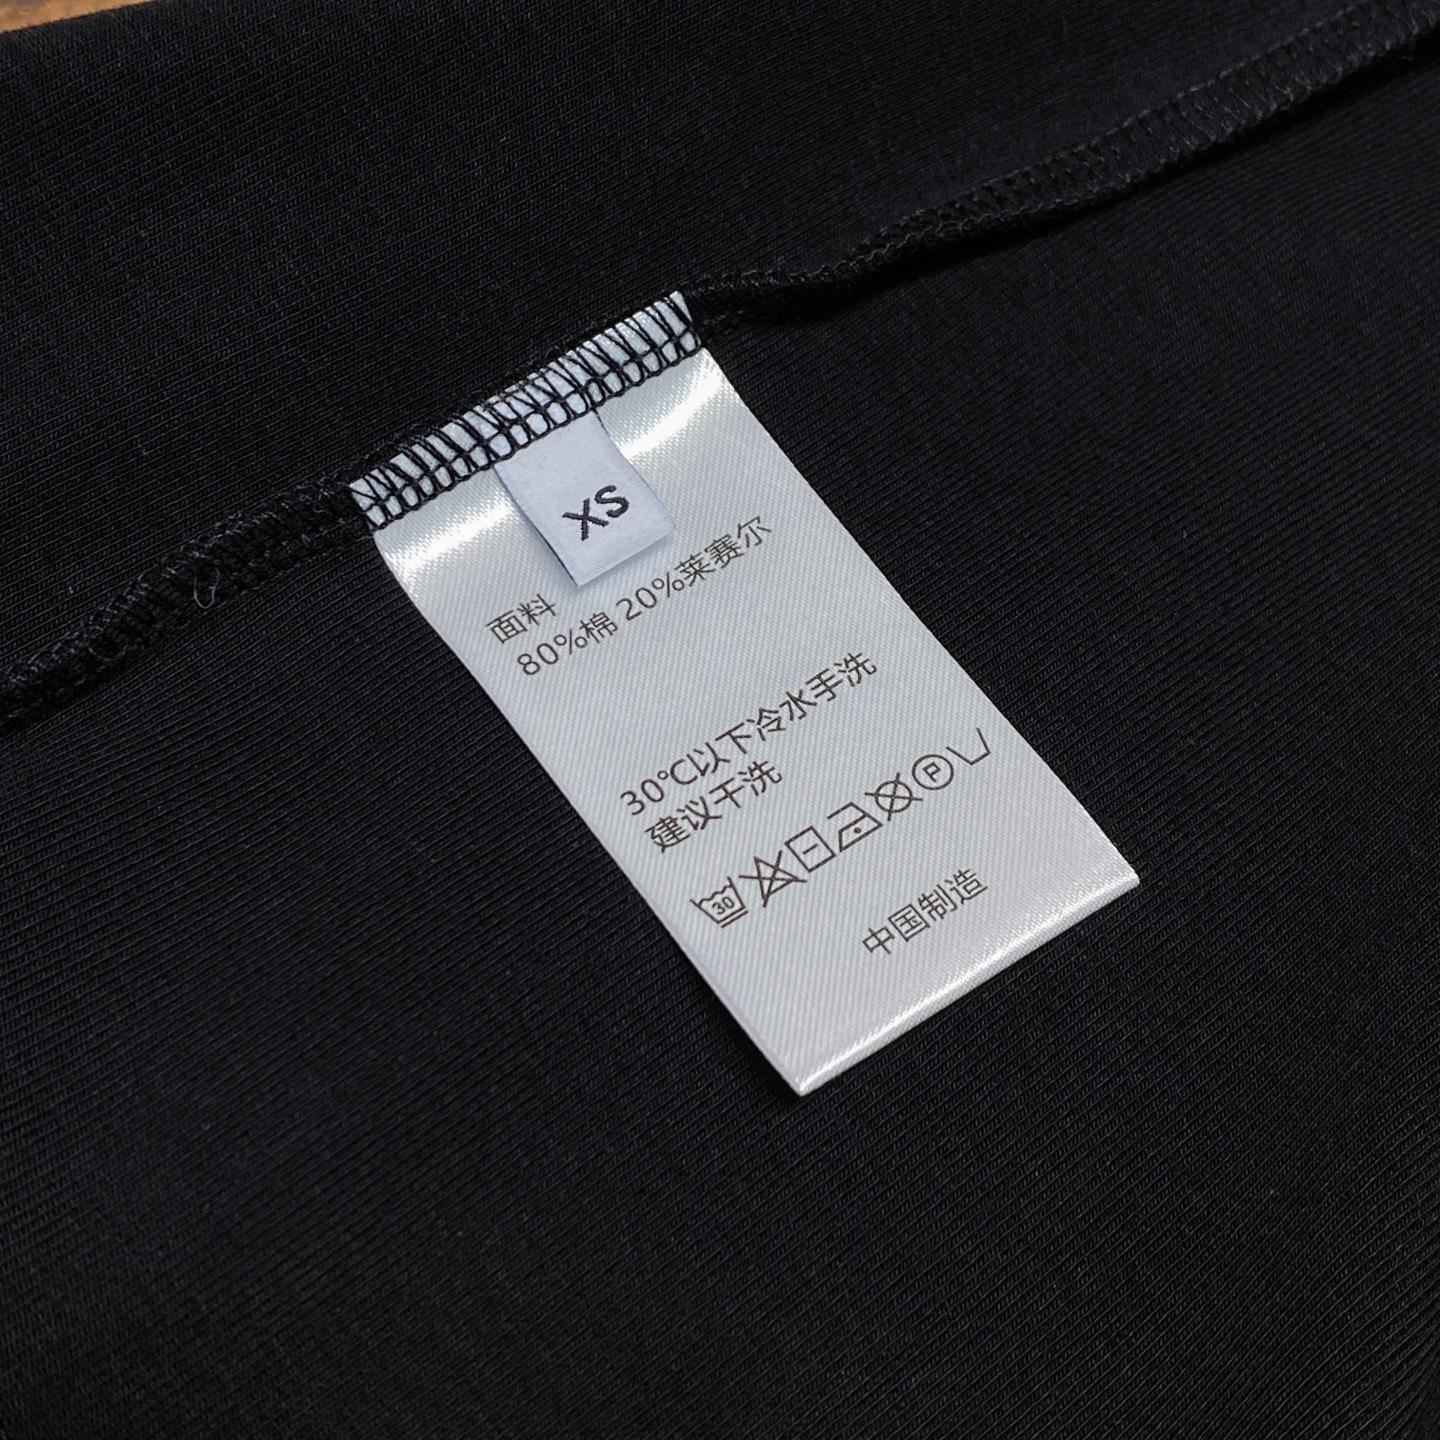 XS
面料
80%棉 20%莱赛尔
30℃以下冷水手洗
建议干洗
30 P
中国制造